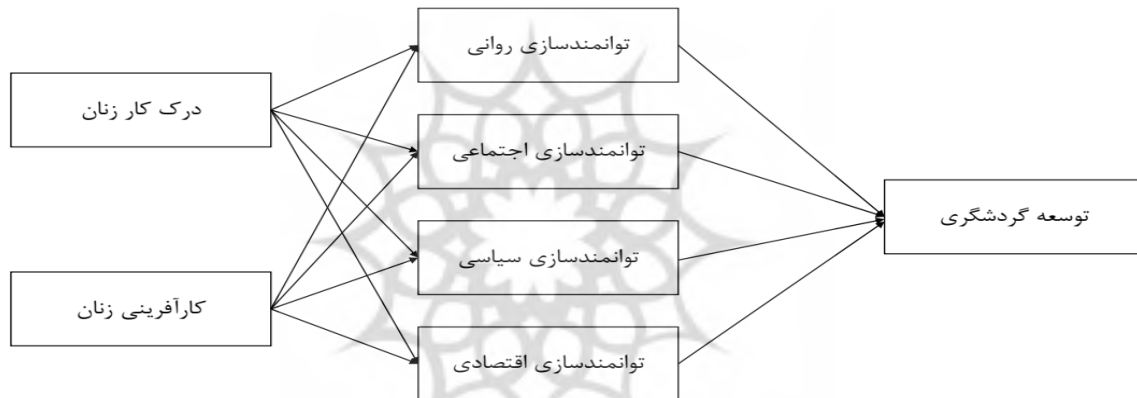 توانمندسازی روانی
درک کار زنان
توانمندسازی اجتماعی
توسعه گردشگری
توانمندسازی سیاسی
کارآفرینی زنان
توانمندسازی اقتصادی